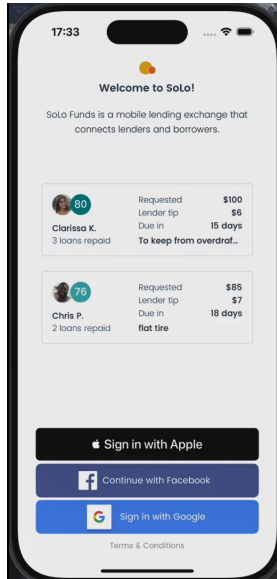 17:33
Welcome to SoLo!
SoLo Funds is a mobile lending exchange that
connects lenders and borrowers.
80
Clarissa K.
3 loans repaid
Requested $100
Lender tip $6
Due in 15 days
To keep from overdraf...
76
Chris P.
2 loans repaid
Requested $85
Lender tip $7
Due in 18 days
flat tire
Sign in with Apple
f Continue with Facebook
G Sign in with Google
Terms & Conditions